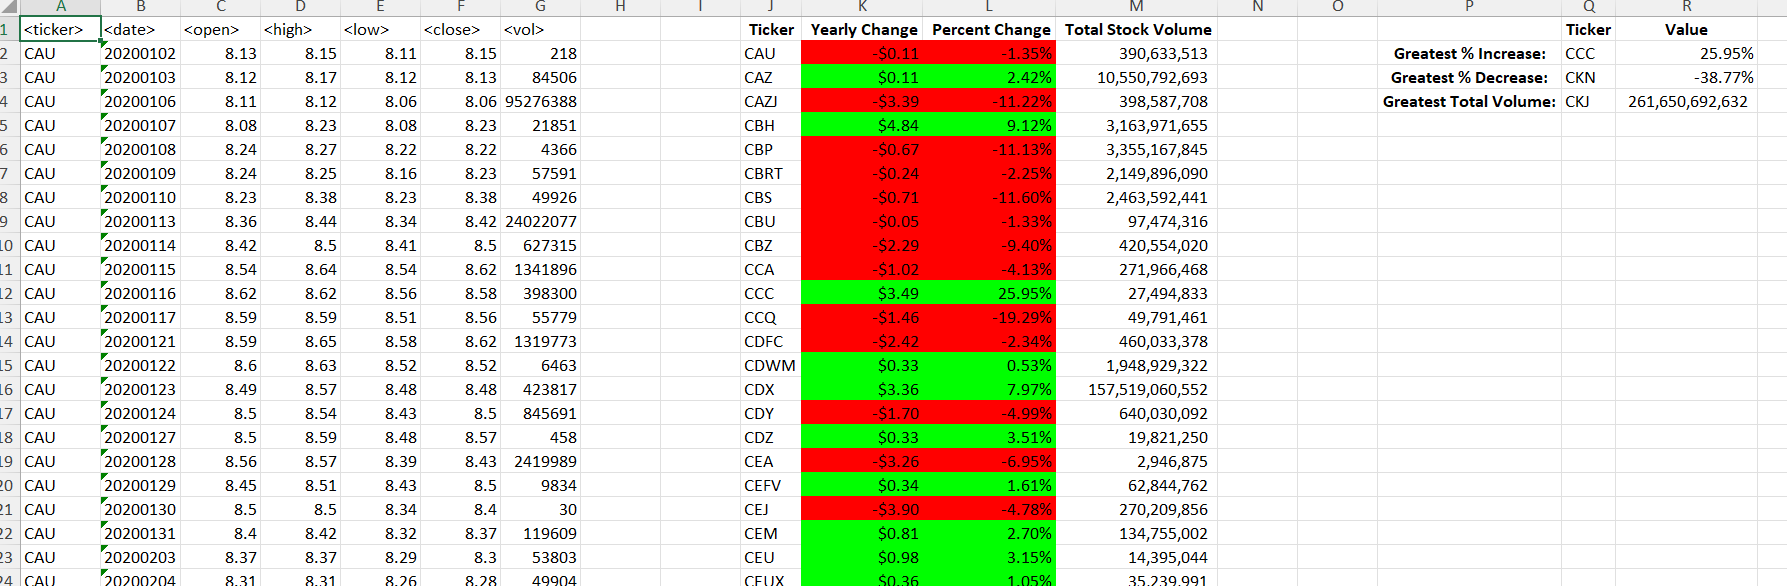 A B C D E F G H I J K L M N O P Q R
1 <ticker> <date> <open> <high> <low> <close> <vol> Ticker Yearly Change Percent Change Total Stock Volume Ticker Value
2 CAU 20200102 8.13 8.15 8.11 8.15 218 CAU -$0.11 -1.35% 390,633,513 Greatest % Increase: CCC 25.95%
3 CAU 20200103 8.12 8.17 8.12 8.13 84506 CAZ $0.11 2.42% 10,550,792,693 Greatest % Decrease: CKN -38.77%
4 CAU 20200106 8.11 8.12 8.06 8.06 95276388 CAZJ -$3.39 -11.22% 398,587,708 Greatest Total Volume: CKJ 261,650,692,632
5 CAU 20200107 8.08 8.23 8.08 8.23 21851 CBH $4.84 9.12% 3,163,971,655
6 CAU 20200108 8.24 8.27 8.22 8.22 4366 CBP -$0.67 -11.13% 3,355,167,845
7 CAU 20200109 8.24 8.25 8.16 8.23 57591 CBRT -$0.24 -2.25% 2,149,896,090
8 CAU 20200110 8.23 8.38 8.23 8.38 49926 CBS -$0.71 -11.60% 2,463,592,441
9 CAU 20200113 8.36 8.44 8.34 8.42 24022077 CBU -$0.05 -1.33% 97,474,316
10 CAU 20200114 8.42 8.5 8.41 8.5 627315 CBZ -$2.29 -9.40% 420,554,020
11 CAU 20200115 8.54 8.64 8.54 8.62 1341896 CCA -$1.02 -4.13% 271,966,468
12 CAU 20200116 8.62 8.62 8.56 8.58 398300 CCC $3.49 25.95% 27,494,833
13 CAU 20200117 8.59 8.59 8.51 8.56 55779 CCQ -$1.46 -19.29% 49,791,461
14 CAU 20200121 8.59 8.65 8.58 8.62 1319773 CDFC -$2.42 -2.34% 460,033,378
15 CAU 20200122 8.6 8.63 8.52 8.52 6463 CDWM $0.33 0.53% 1,948,929,322
16 CAU 20200123 8.49 8.57 8.48 8.48 423817 CDX $3.36 7.97% 157,519,060,552
17 CAU 20200124 8.5 8.54 8.43 8.5 845691 CDY -$1.70 -4.99% 640,030,092
18 CAU 20200127 8.5 8.59 8.48 8.57 458 CDZ $0.33 3.51% 19,821,250
19 CAU 20200128 8.56 8.57 8.39 8.43 2419989 CEA -$3.26 -6.95% 2,946,875
20 CAU 20200129 8.45 8.51 8.43 8.5 9834 CEFV $0.34 1.61% 62,844,762
21 CAU 20200130 8.5 8.5 8.34 8.4 30 CEJ -$3.90 -4.78% 270,209,856
22 CAU 20200131 8.4 8.42 8.32 8.37 119609 CEM $0.81 2.70% 134,755,002
23 CAU 20200203 8.37 8.37 8.29 8.3 53803 CEU $0.98 3.15% 14,395,044
24 CAU 20200204 8.31 8.31 8.26 8.28 49904 CEUX $0.36 1.05% 35,239,991